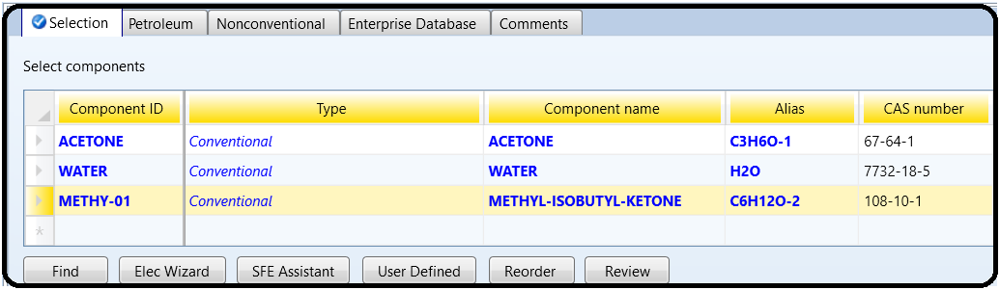 Selection Petroleum Nonconventional Enterprise Database Comments
Select components
Component ID Type Component name Alias CAS number
ACETONE Conventional ACETONE C3H6O-1 67-64-1
WATER Conventional WATER H2O 7732-18-5
METHY-01 Conventional METHYL-ISOBUTYL-KETONE C6H12O-2 108-10-1
Find Elec Wizard SFE Assistant User Defined Reorder Review